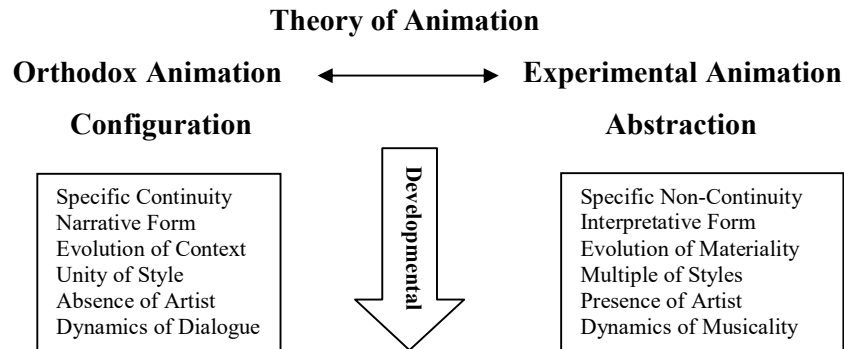 Theory of Animation
Orthodox Animation
Experimental Animation
Configuration
Abstraction
Specific Continuity
Narrative Form
Evolution of Context
Unity of Style
Absence of Artist
Dynamics of Dialogue
Developmental
Specific Non-Continuity
Interpretative Form
Evolution of Materiality
Multiple of Styles
Presence of Artist
Dynamics of Musicality